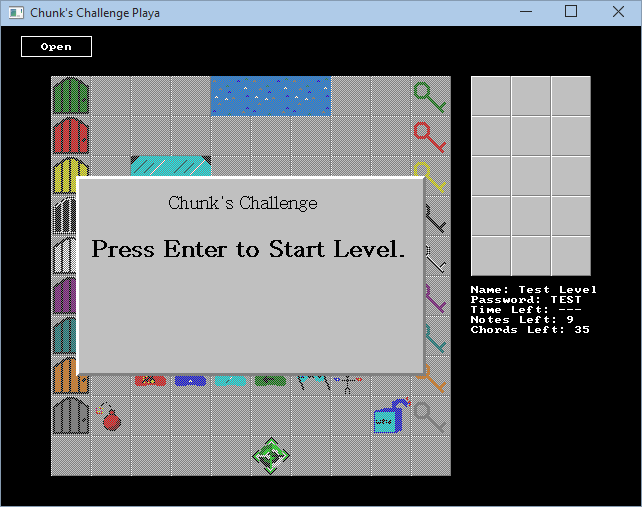 Chunk's Challenge Playa
Open
Chunk's Challenge
Press Enter to Start Level.
Name: Test Level
Password: TEST
Time Left: ---
Notes Left: 9
Chords Left: 35